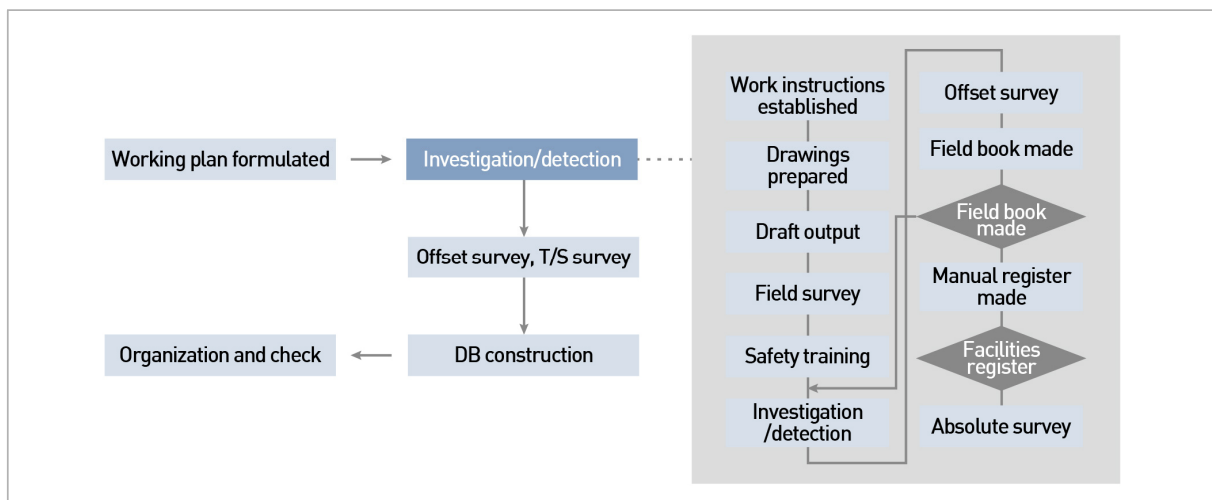 Working plan formulated
Investigation/detection
Offset survey, T/S survey
DB construction
Organization and check
Work instructions
established
Drawings
prepared
Draft output
Field survey
Safety training
Investigation
/detection
Offset survey
Field book made
Field book
made
Manual register
made
Facilities
register
Absolute survey